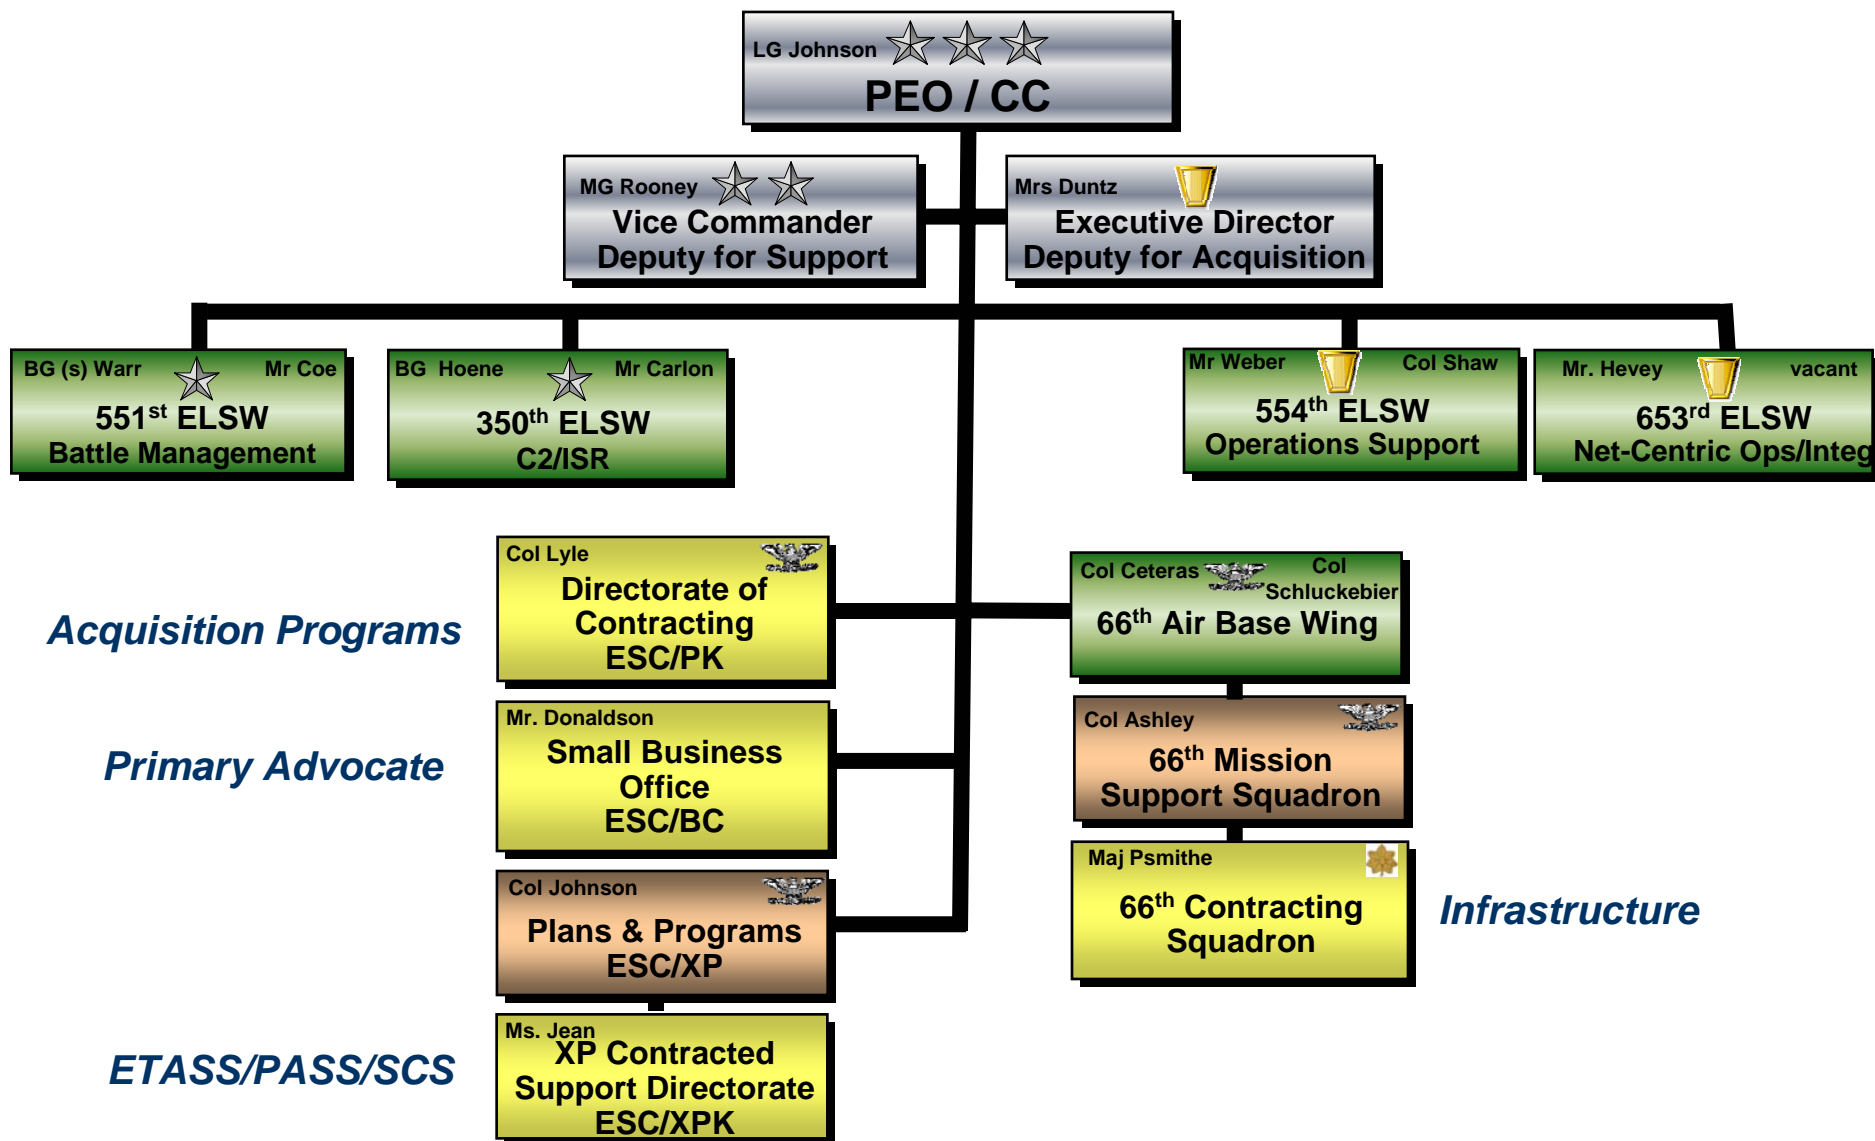 LG Johnson
PEO / CC
MG Rooney
Vice Commander
Deputy for Support
Mrs Duntz
Executive Director
Deputy for Acquisition
BG (s) Warr
Mr Coe
551st ELSW
Battle Management
BG Hoene
Mr Carlon
350th ELSW
C2/ISR
Mr Weber
Col Shaw
554th ELSW
Operations Support
Mr. Hevey
vacant
653rd ELSW
Net-Centric Ops/Integ
Acquisition Programs
Col Lyle
Directorate of
Contracting
ESC/PK
Col Ceteras
Col
Schluckebier
66th Air Base Wing
Primary Advocate
Mr. Donaldson
Small Business
Office
ESC/BC
Col Ashley
66th Mission
Support Squadron
Col Johnson
Plans & Programs
ESC/XP
Maj Psmithe
66th Contracting
Squadron
Infrastructure
ETASS/PASS/SCS
Ms. Jean
XP Contracted
Support Directorate
ESC/XPK